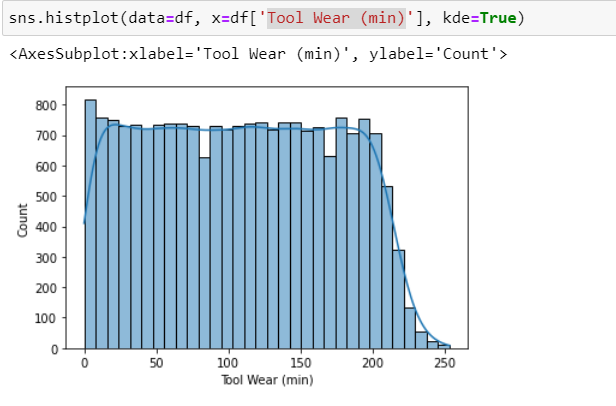 sns.histplot(data=df, x=df['Tool Wear (min)'], kde=True)
<AxesSubplot:xlabel='Tool Wear (min)', ylabel='Count'>
800
700
600
500
400
300
200
100
0
Count
0 50 100 150 200 250
Tool Wear (min)